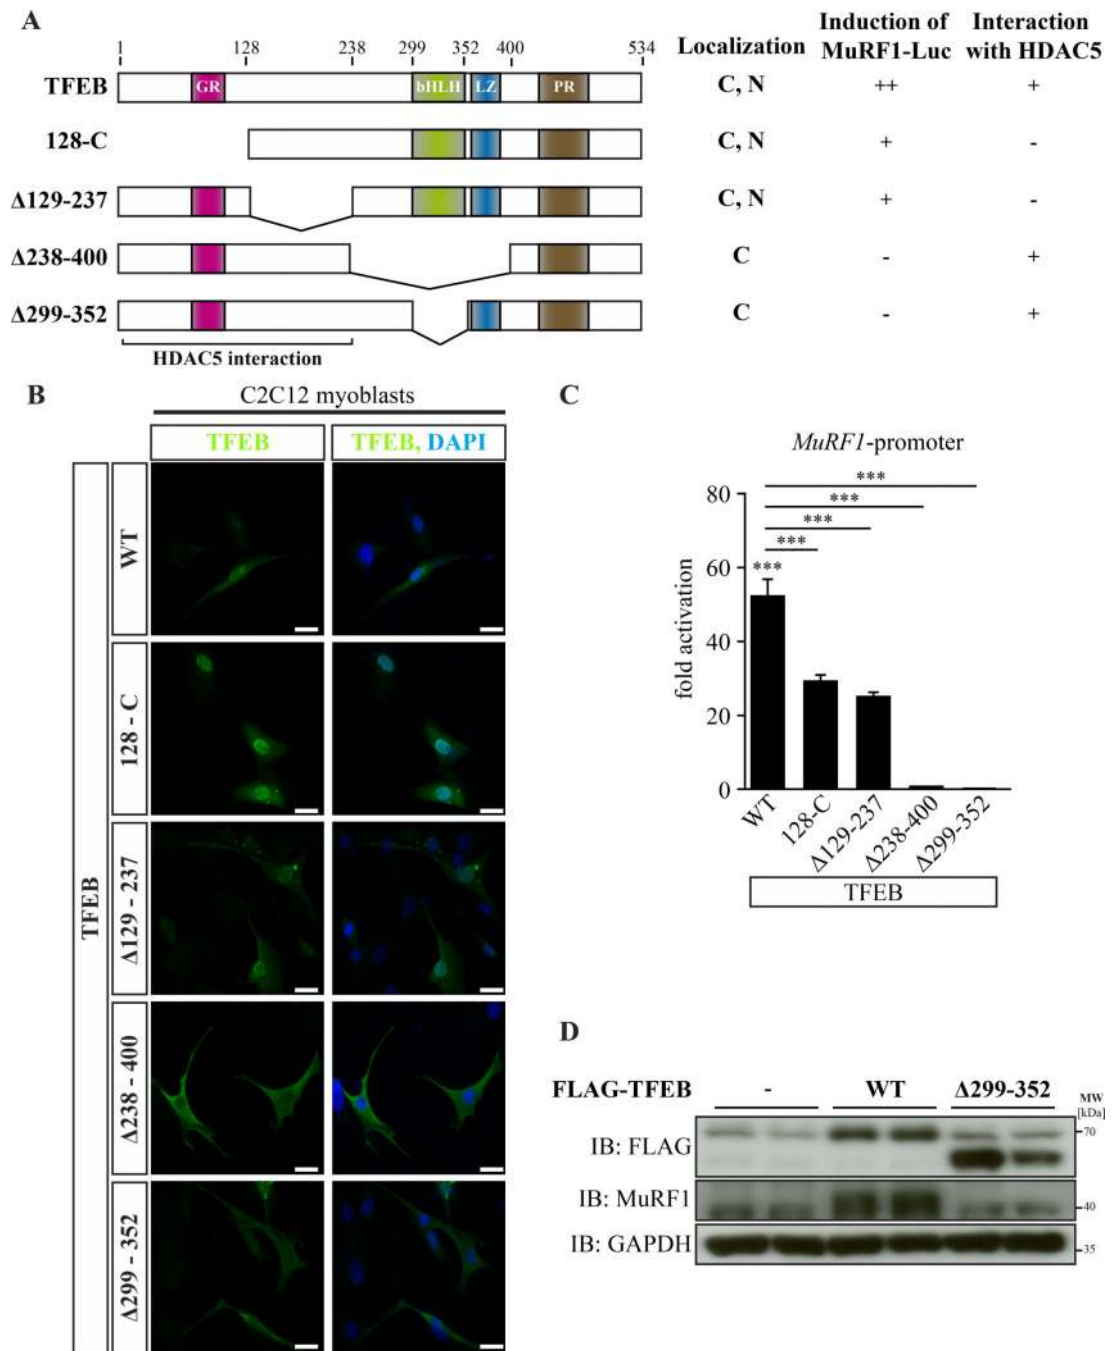 A
Induction of Interaction
Localization MuRF1-Luc with HDAC5
1 128 238 299 352 400 534
TFEB GR bHLH LZ PR C, N ++ +
128-C C, N + -
Δ129-237 C, N + -
Δ238-400 C - +
Δ299-352 C - +
HDAC5 interaction
B
C2C12 myoblasts
TFEB TFEB, DAPI
TFEB
WT
128 - C
Δ129 - 237
Δ238 - 400
Δ299 - 352
C
MuRF1-promoter
***
***
***
***
***
80
60
40
20
0
fold activation
WT 128-C Δ129-237 Δ238-400 Δ299-352
TFEB
D
FLAG-TFEB - WT Δ299-352 MW
[kDa]
IB: FLAG 70
IB: MuRF1 40
IB: GAPDH 35